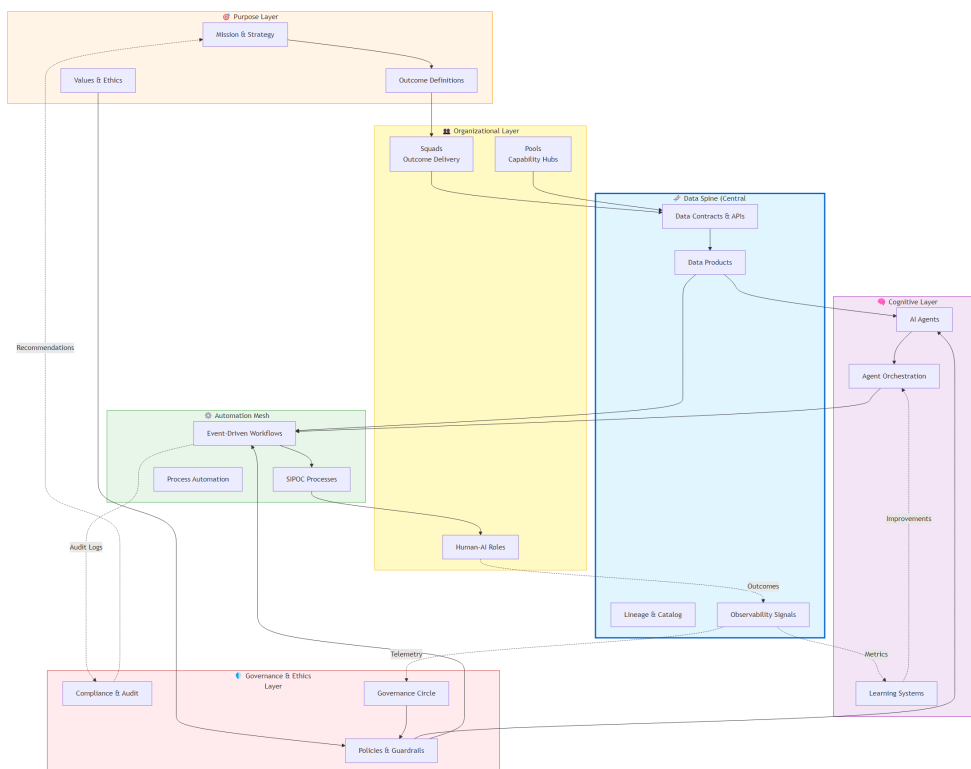 🎯 Purpose Layer
Mission & Strategy
Values & Ethics
Outcome Definitions
👥 Organizational Layer
Squads
Outcome Delivery
Pools
Capability Hubs
🧬 Data Spine (Central
Data Contracts & APIs
Data Products
🧠 Cognitive Layer
AI Agents
Recommendations
Agent Orchestration
⚙️ Automation Mesh
Event-Driven Workflows
Process Automation
SIPOC Processes
Improvements
Audit Logs
Human-AI Roles
Outcomes
Lineage & Catalog
Observability Signals
Telemetry
Metrics
🛡️ Governance & Ethics
Layer
Compliance & Audit
Governance Circle
Learning Systems
Policies & Guardrails